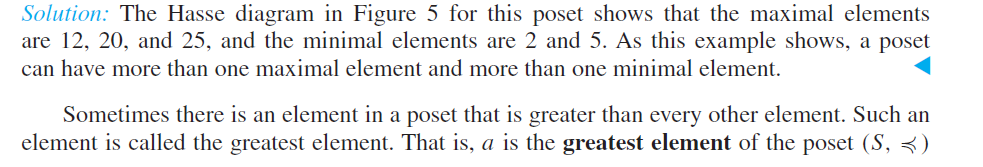 Solution: The Hasse diagram in Figure 5 for this poset shows that the maximal elements
are 12, 20, and 25, and the minimal elements are 2 and 5. As this example shows, a poset
can have more than one maximal element and more than one minimal element.
Sometimes there is an element in a poset that is greater than every other element. Such an
element is called the greatest element. That is, a is the greatest element of the poset (S, ≼)